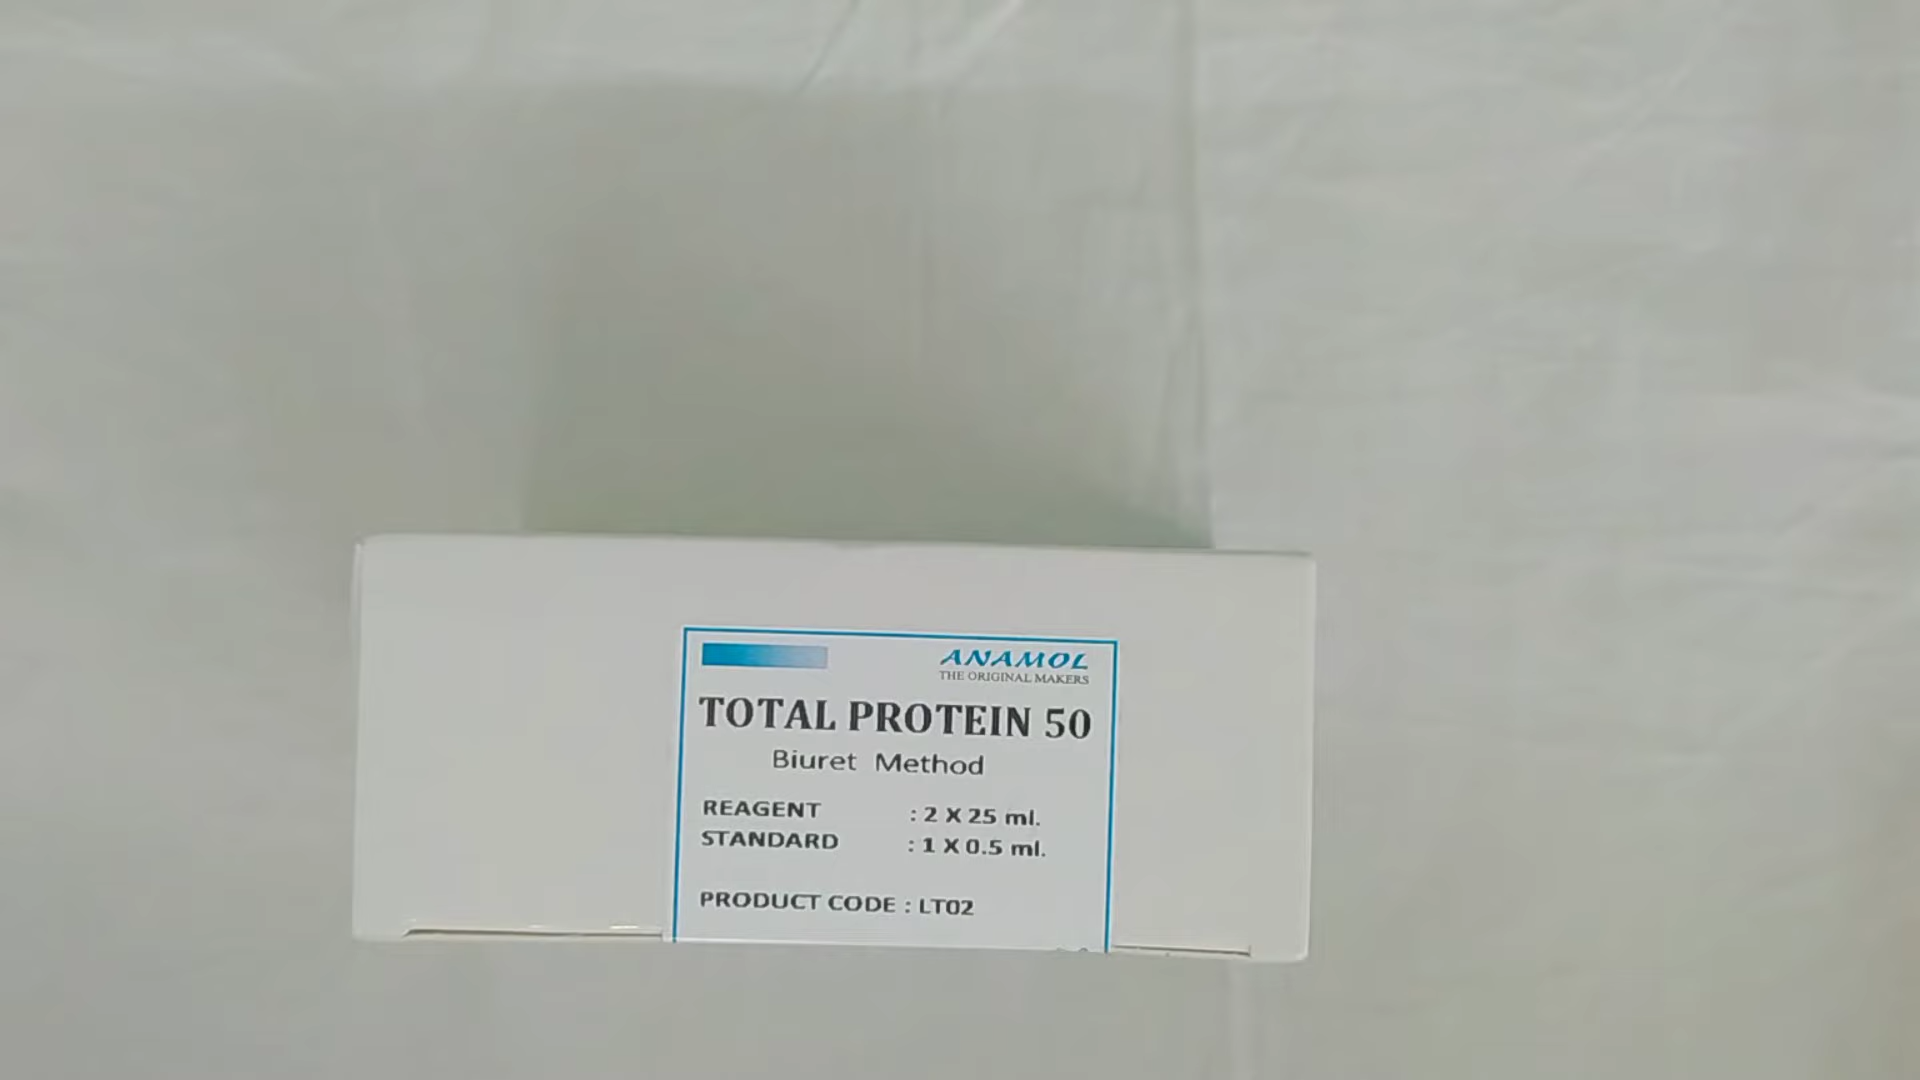 ANAMOL
THE ORIGINAL MAKERS
TOTAL PROTEIN 50
Biuret Method
REAGENT : 2 X 25 ml.
STANDARD : 1 X 0.5 ml.
PRODUCT CODE : LT02